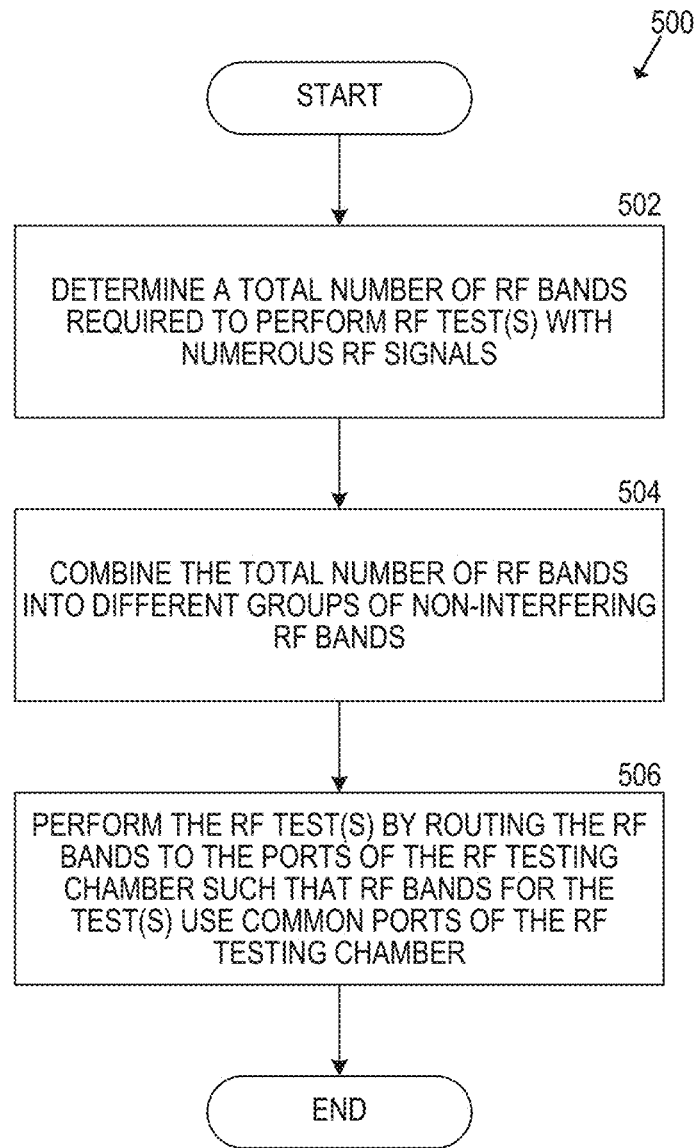 500
START
502
DETERMINE A TOTAL NUMBER OF RF BANDS
REQUIRED TO PERFORM RF TEST(S) WITH
NUMEROUS RF SIGNALS
504
COMBINE THE TOTAL NUMBER OF RF BANDS
INTO DIFFERENT GROUPS OF NON-INTERFERING
RF BANDS
506
PERFORM THE RF TEST(S) BY ROUTING THE RF
BANDS TO THE PORTS OF THE RF TESTING
CHAMBER SUCH THAT RF BANDS FOR THE
TEST(S) USE COMMON PORTS OF THE RF
TESTING CHAMBER
END